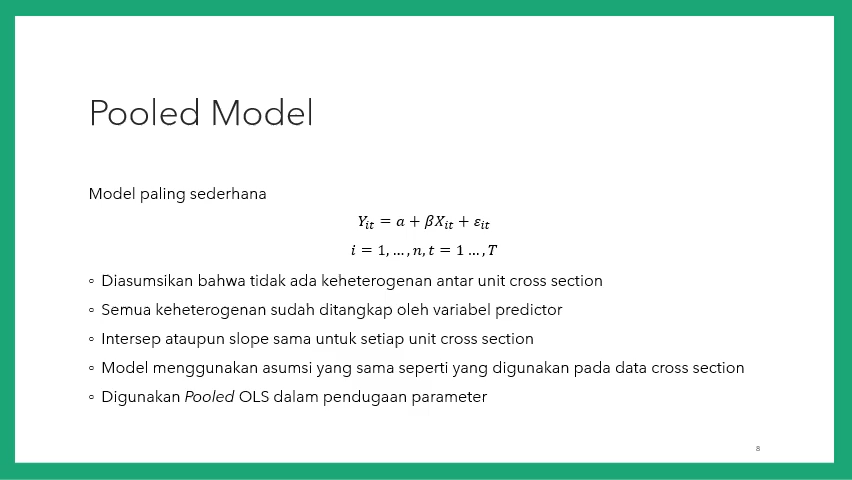 Pooled Model
Model paling sederhana
𝑌𝑖𝑡 = 𝑎 + 𝛽𝑋𝑖𝑡 + 𝜀𝑖𝑡
𝑖 = 1, … , 𝑛, 𝑡 = 1 … , 𝑇
◦ Diasumsikan bahwa tidak ada keheterogenan antar unit cross section
◦ Semua keheterogenan sudah ditangkap oleh variabel predictor
◦ Intersep ataupun slope sama untuk setiap unit cross section
◦ Model menggunakan asumsi yang sama seperti yang digunakan pada data cross section
◦ Digunakan Pooled OLS dalam pendugaan parameter
8